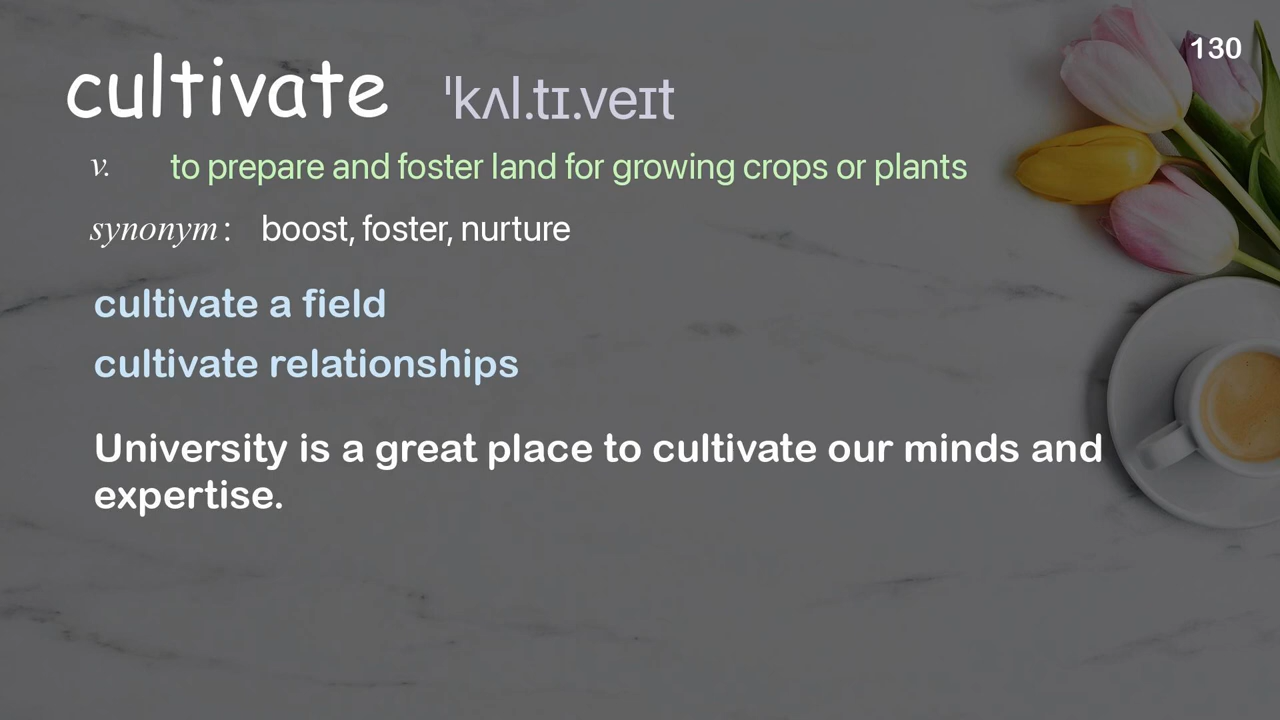 130
cultivate ˈkʌl.tɪ.veɪt
v. to prepare and foster land for growing crops or plants
synonym: boost, foster, nurture
cultivate a field
cultivate relationships
University is a great place to cultivate our minds and
expertise.